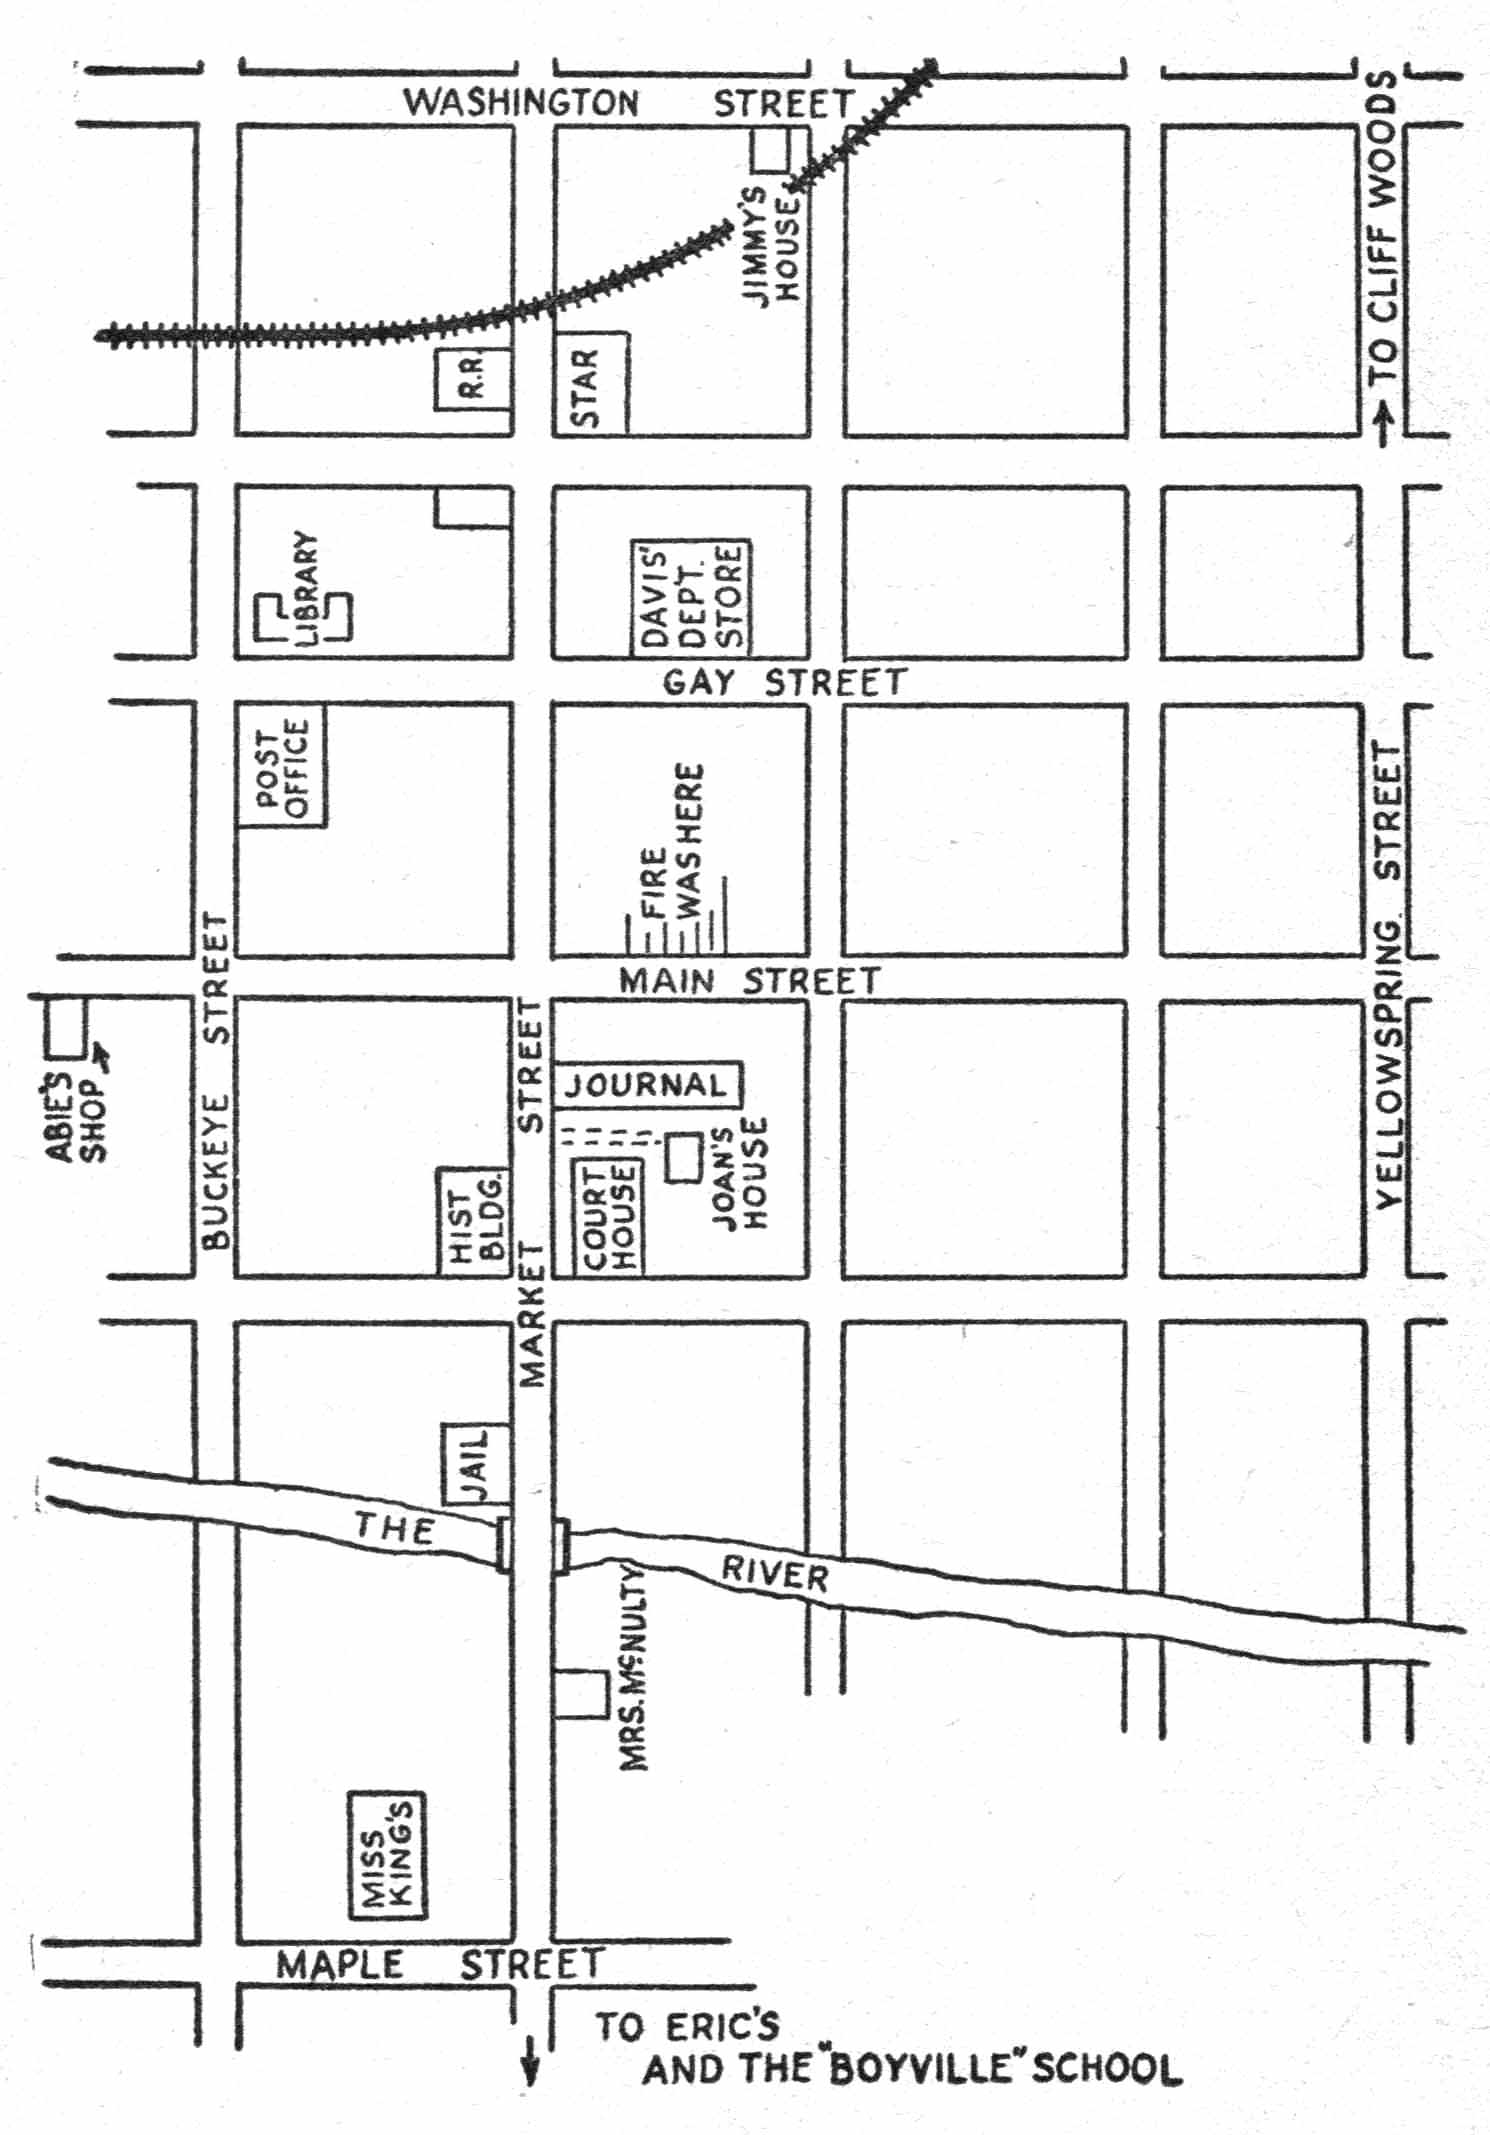 WASHINGTON STREET
TO CLIFF WOODS
JIMMY'S
HOUSE
R.R.
STAR
LIBRARY
DAVIS'
DEP'T.
STORE
GAY STREET
POST
OFFICE
FIRE
WAS HERE
YELLOWSPRING STREET
BUCKEYE STREET
MAIN STREET
ABIE'S
SHOP
MARKET STREET
JOURNAL
HIST
BLDG.
COURT
HOUSE
JOAN'S
HOUSE
JAIL
THE RIVER
MRS. McNULTY
MISS
KING'S
MAPLE STREET
TO ERIC'S
AND THE "BOYVILLE" SCHOOL